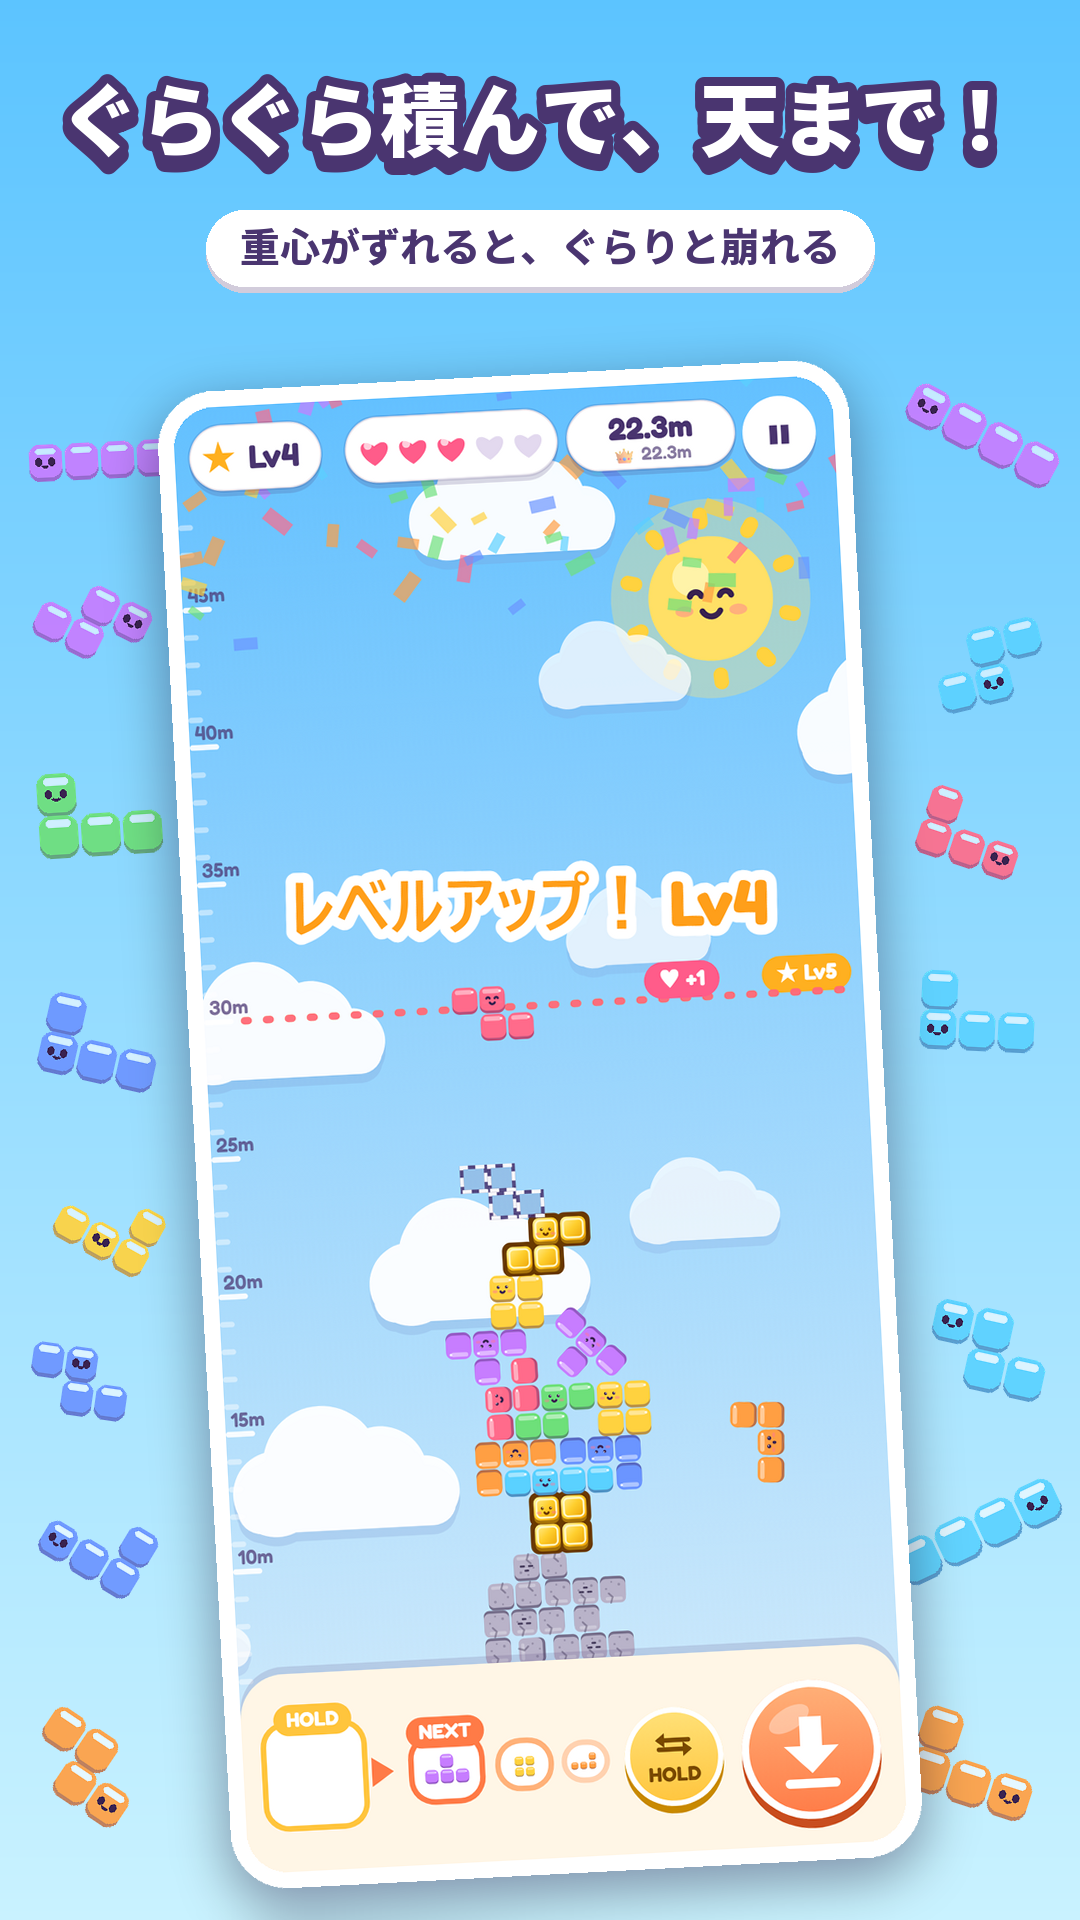 ぐらぐら積んで、天まで！
重心がずれると、ぐらりと崩れる
Lv4
22.3m
22.3m
45m
40m
35m
レベルアップ！ Lv4
+1
Lv5
30m
25m
20m
15m
10m
HOLD
NEXT
HOLD